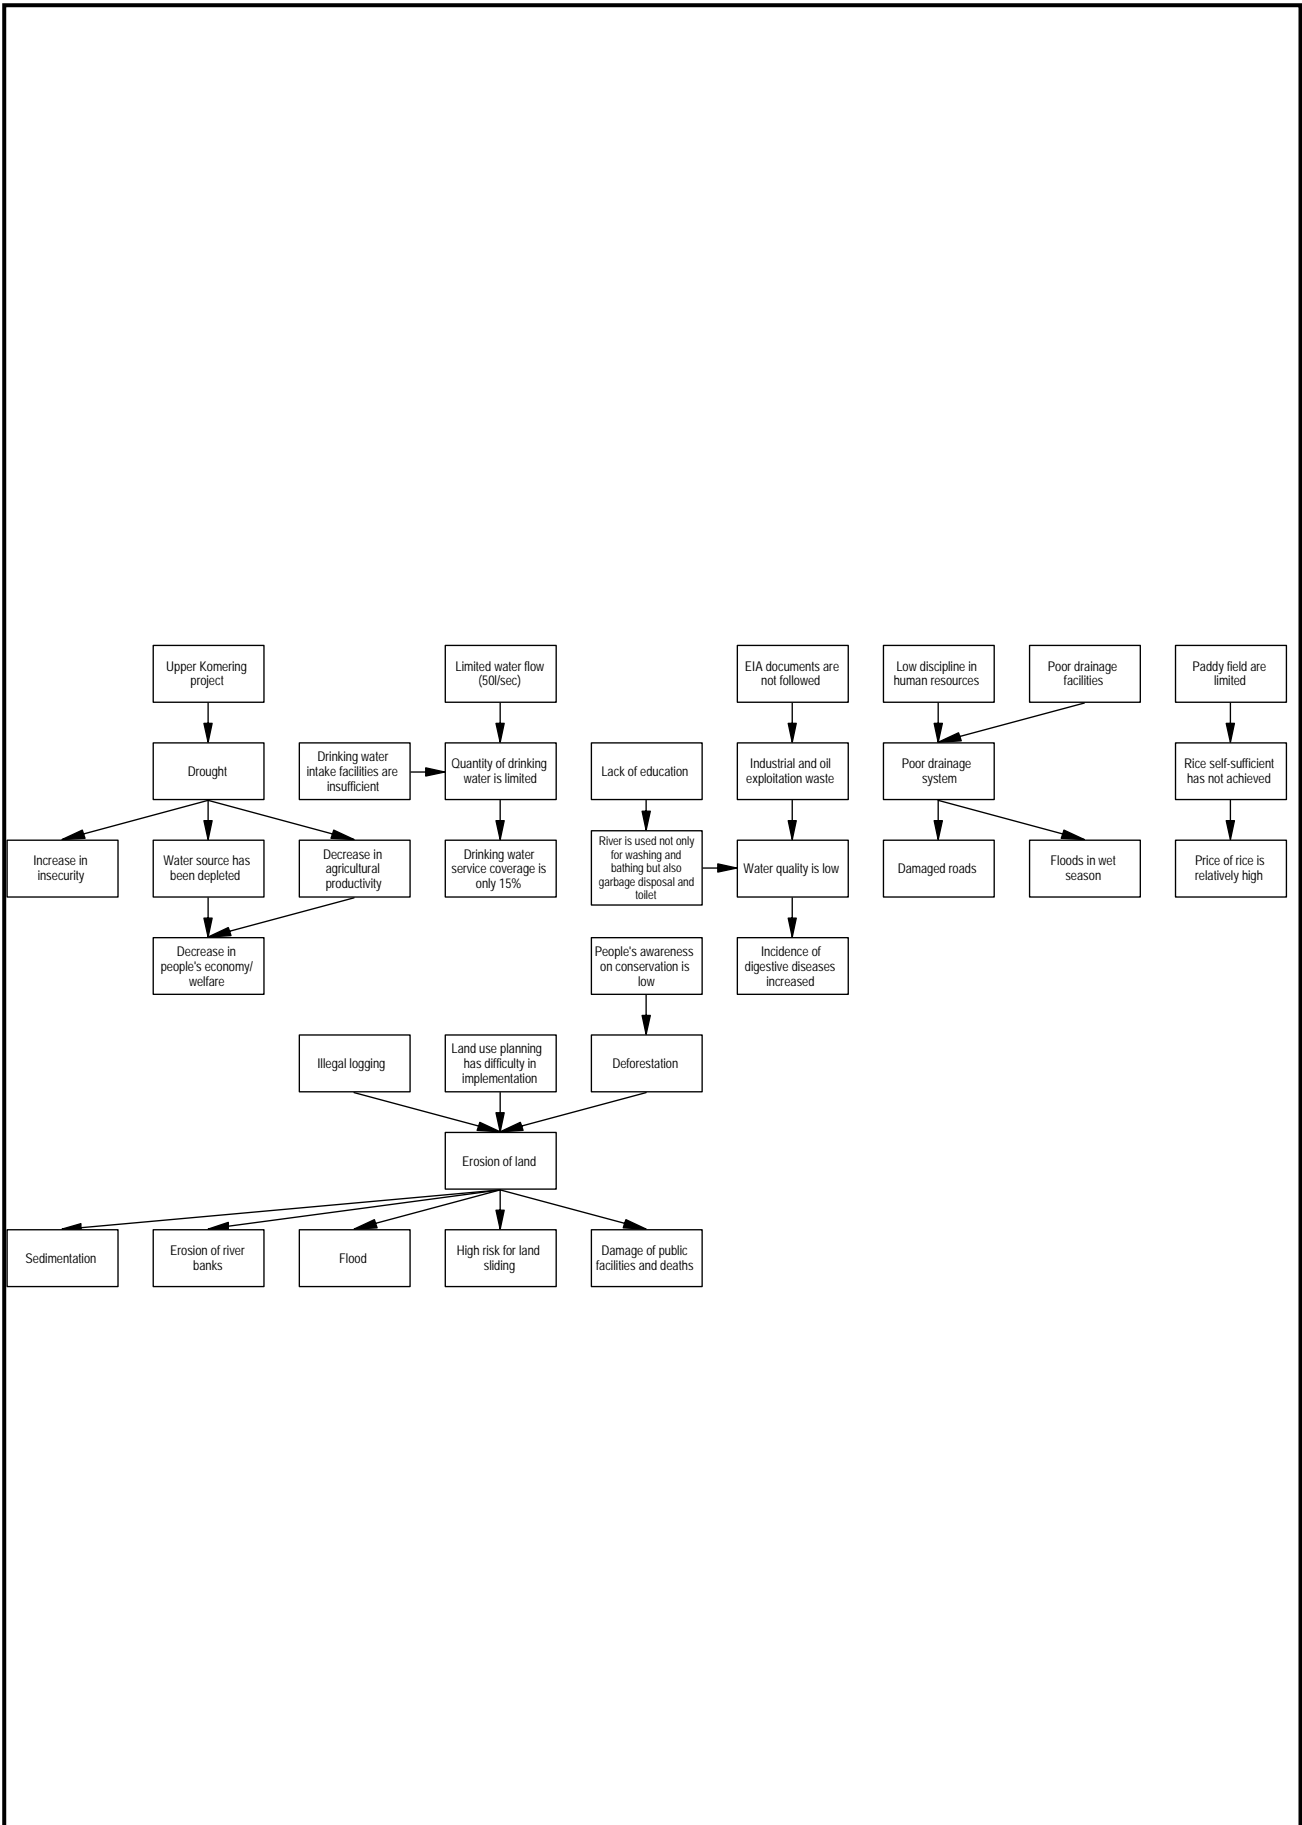 Upper Komering
project
Limited water flow
(50l/sec)
EIA documents are
not followed
Low discipline in
human resources
Poor drainage
facilities
Paddy field are
limited
Drought
Drinking water
intake facilities are
insufficient
Quantity of drinking
water is limited
Lack of education
Industrial and oil
exploitation waste
Poor drainage
system
Rice self-sufficient
has not achieved
Increase in
insecurity
Water source has
been depleted
Decrease in
agricultural
productivity
Drinking water
service coverage is
only 15%
River is used not only
for washing and
bathing but also
garbage disposal and
toilet
Water quality is low
Damaged roads
Floods in wet
season
Price of rice is
relatively high
Decrease in
people's economy/
welfare
People's awareness
on conservation is
low
Incidence of
digestive diseases
increased
Illegal logging
Land use planning
has difficulty in
implementation
Deforestation
Erosion of land
Sedimentation
Erosion of river
banks
Flood
High risk for land
sliding
Damage of public
facilities and deaths